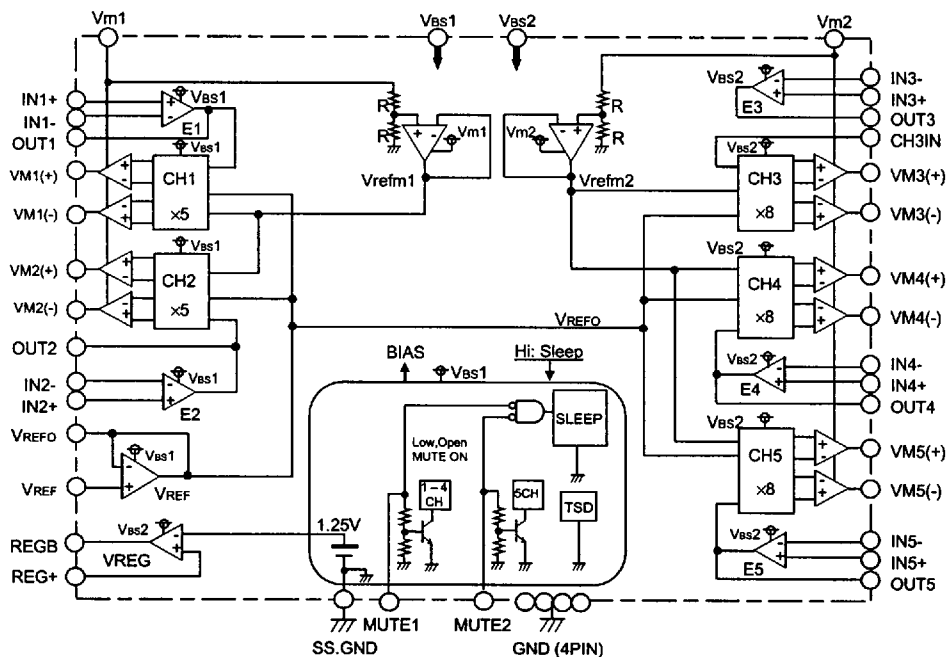 Vm1
VBS1
VBS2
Vm2
IN1+
IN1-
OUT1
VM1(+)
VM1(-)
VM2(+)
VM2(-)
OUT2
IN2-
IN2+
VREFO
VREF
REGB
REG+
VBS1
E1
VBS1
CH1
×5
VBS1
CH2
×5
VBS1
E2
VBS1
VREF
VBS2
VREG
R
R
Vm1
Vrefm1
R
R
Vm2
Vrefm2
VREFO
BIAS
VBS1
Hi: Sleep
SLEEP
Low,Open
MUTE ON
1-4
CH
5CH
TSD
1.25V
SS.GND
MUTE1
MUTE2
GND (4PIN)
VBS2
E3
VBS2
CH3
×8
VBS2
CH4
×8
VBS2
E4
VBS2
CH5
×8
VBS2
E5
IN3-
IN3+
OUT3
CH3IN
VM3(+)
VM3(-)
VM4(+)
VM4(-)
IN4-
IN4+
OUT4
VM5(+)
VM5(-)
IN5-
IN5+
OUT5